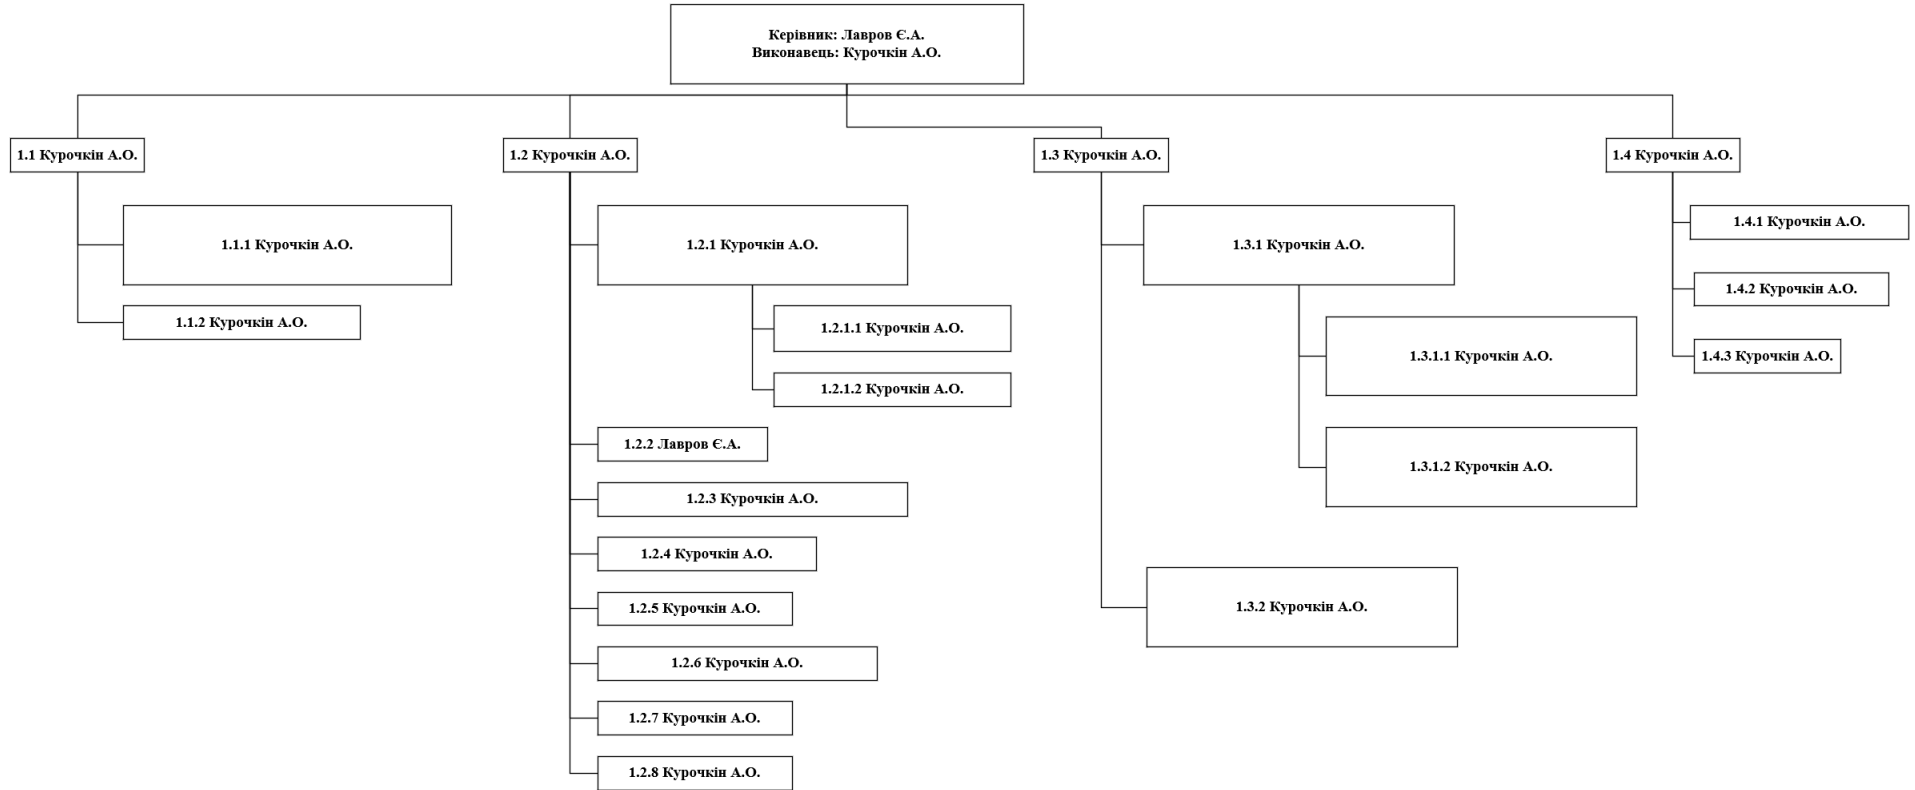 Керівник: Лавров Є.А.
Виконавець: Курочкін А.О.
1.1 Курочкін А.О.
1.2 Курочкін А.О.
1.3 Курочкін А.О.
1.4 Курочкін А.О.
1.1.1 Курочкін А.О.
1.1.2 Курочкін А.О.
1.2.1 Курочкін А.О.
1.2.1.1 Курочкін А.О.
1.2.1.2 Курочкін А.О.
1.2.2 Лавров Є.А.
1.2.3 Курочкін А.О.
1.2.4 Курочкін А.О.
1.2.5 Курочкін А.О.
1.2.6 Курочкін А.О.
1.2.7 Курочкін А.О.
1.2.8 Курочкін А.О.
1.3.1 Курочкін А.О.
1.3.1.1 Курочкін А.О.
1.3.1.2 Курочкін А.О.
1.3.2 Курочкін А.О.
1.4.1 Курочкін А.О.
1.4.2 Курочкін А.О.
1.4.3 Курочкін А.О.